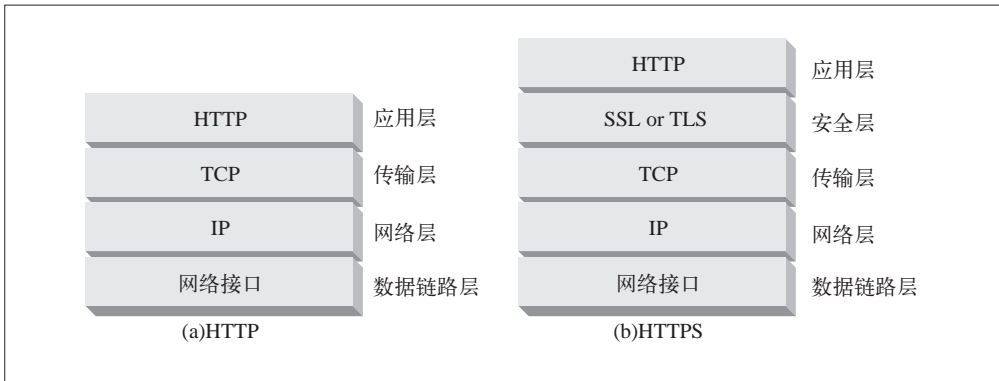 HTTP 应用层
TCP 传输层
IP 网络层
网络接口 数据链路层
(a)HTTP
HTTP 应用层
SSL or TLS 安全层
TCP 传输层
IP 网络层
网络接口 数据链路层
(b)HTTPS